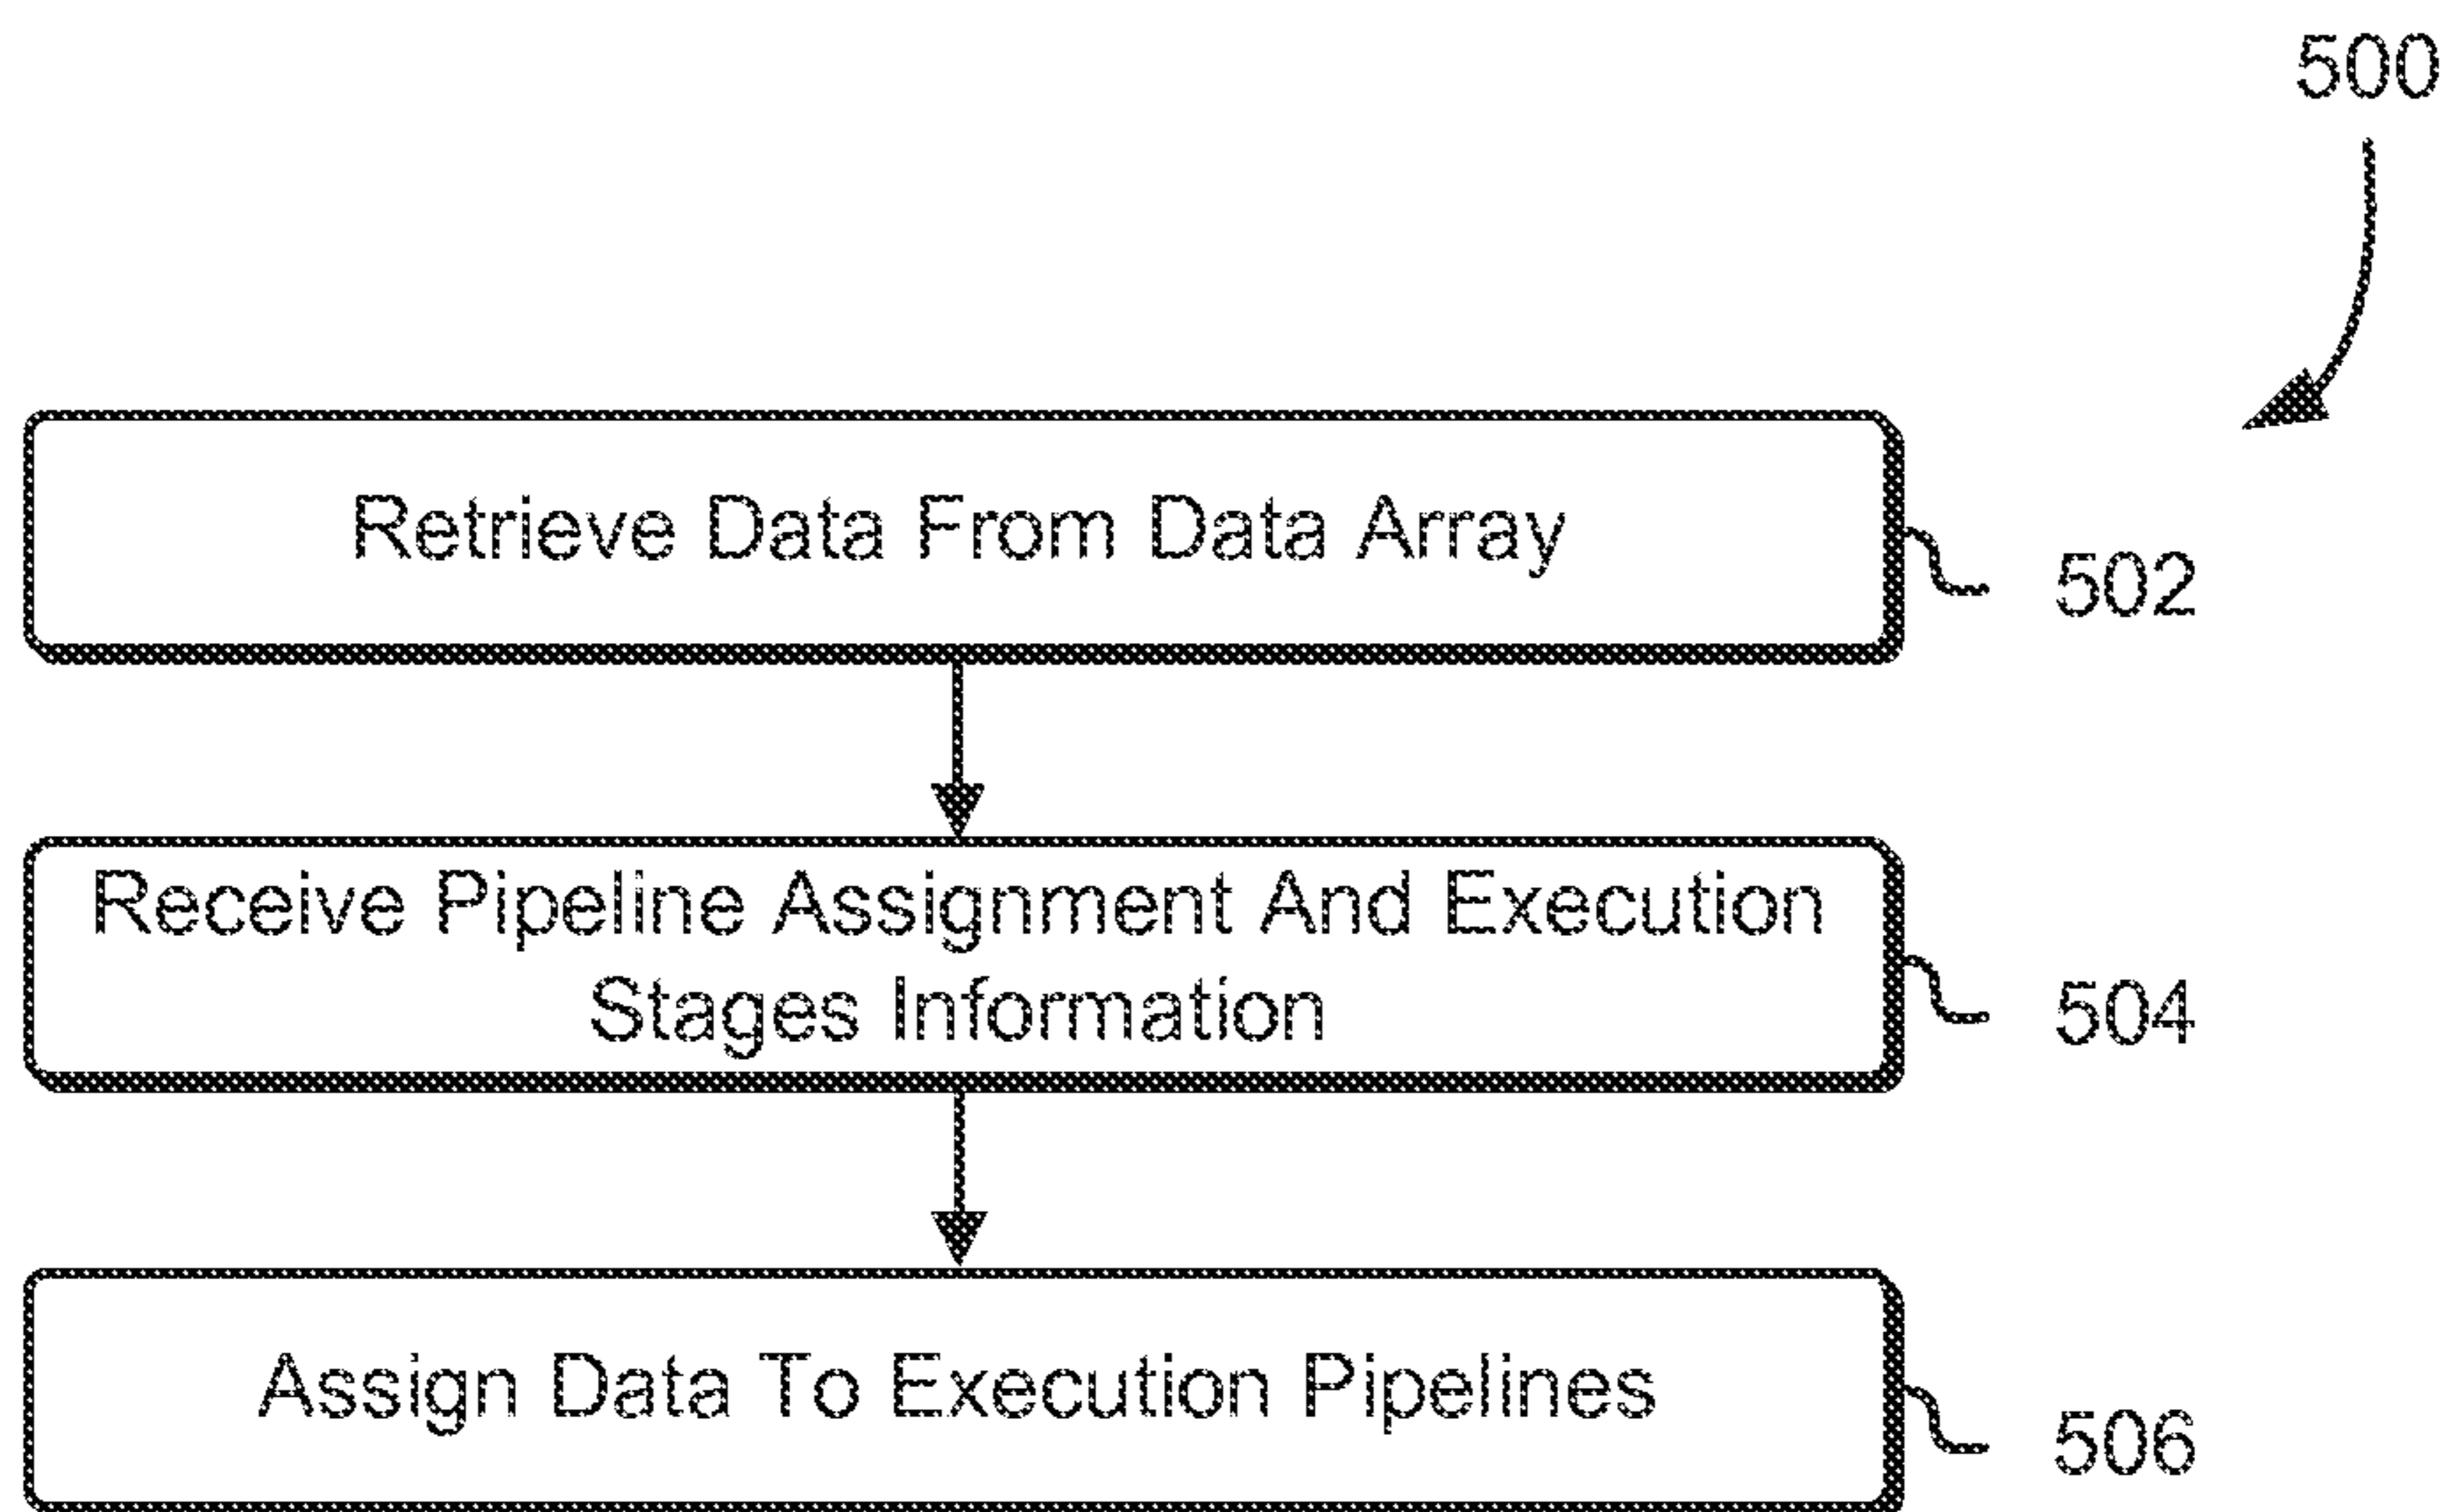 500
Retrieve Data From Data Array
502
Receive Pipeline Assignment And Execution
Stages Information
504
Assign Data To Execution Pipelines
506